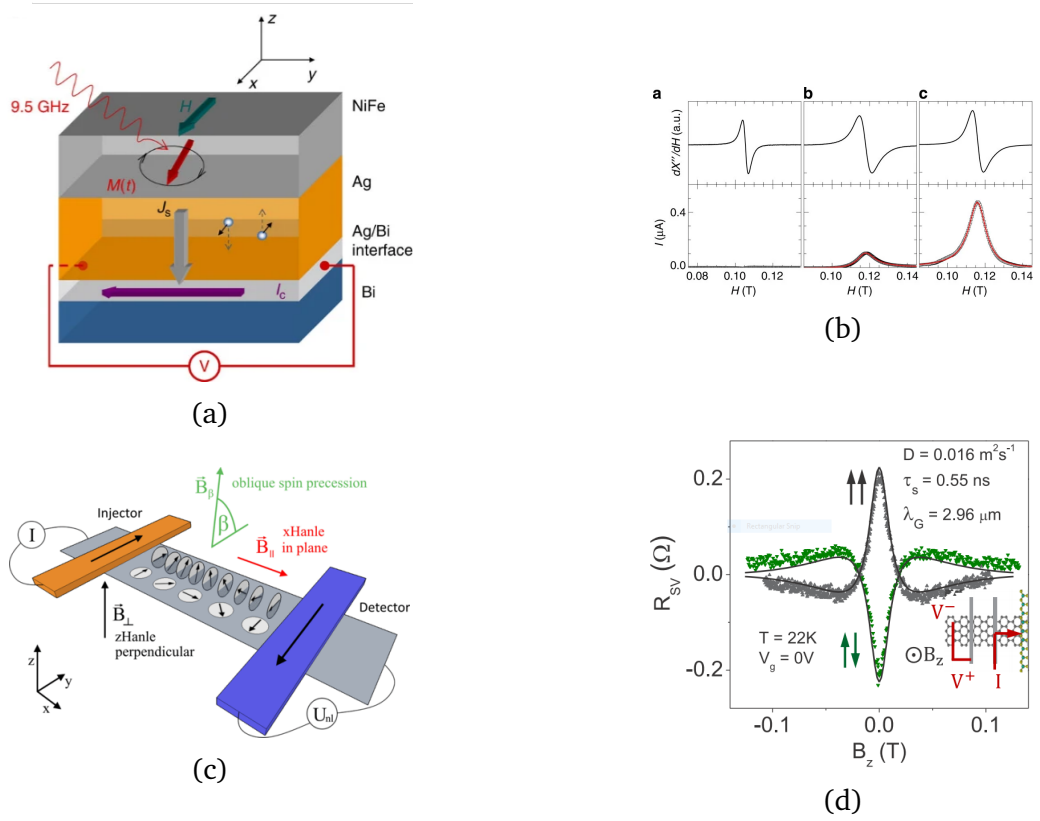 z
y
x
9.5 GHz
H
NiFe
M(t)
Ag
Js
Ag/Bi
interface
Ic
Bi
V
(a)
a
b
c
dX''/dH (a.u.)
I (μA)
0.4
0.0
0.08 0.10 0.12
0.10 0.12 0.14
0.10 0.12 0.14
H (T)
H (T)
H (T)
(b)
B⃗β
oblique spin precession
β
Injector
I
B⃗∥
xHanle
in plane
B⃗⊥
zHanle
perpendicular
Detector
z
y
x
Unl
(c)
D = 0.016 m²s⁻¹
τs = 0.55 ns
λG = 2.96 μm
Rectangular Snip
RSV (Ω)
0.2
0.0
-0.2
T = 22K
Vg = 0V
V⁻
⊙Bz
V⁺
I
-0.1 0.0 0.1
Bz (T)
(d)